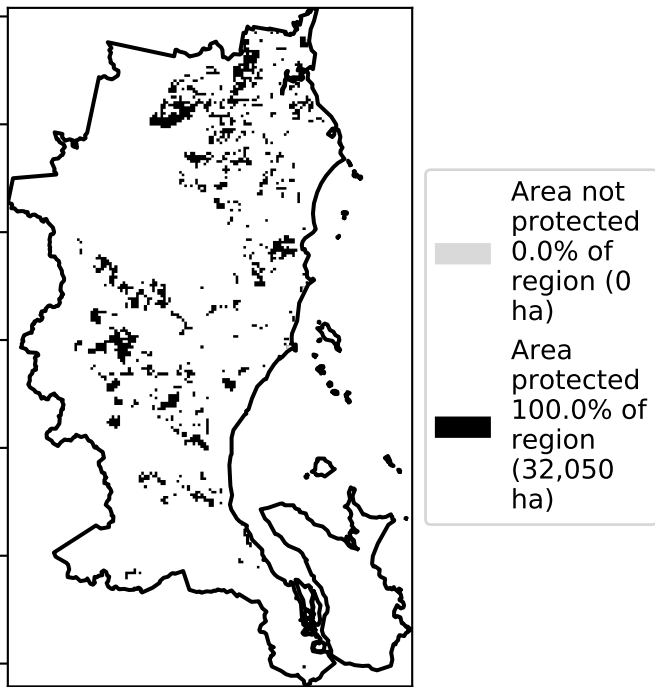 Area not
protected
0.0% of
region (0
ha)
Area
protected
100.0% of
region
(32,050
ha)